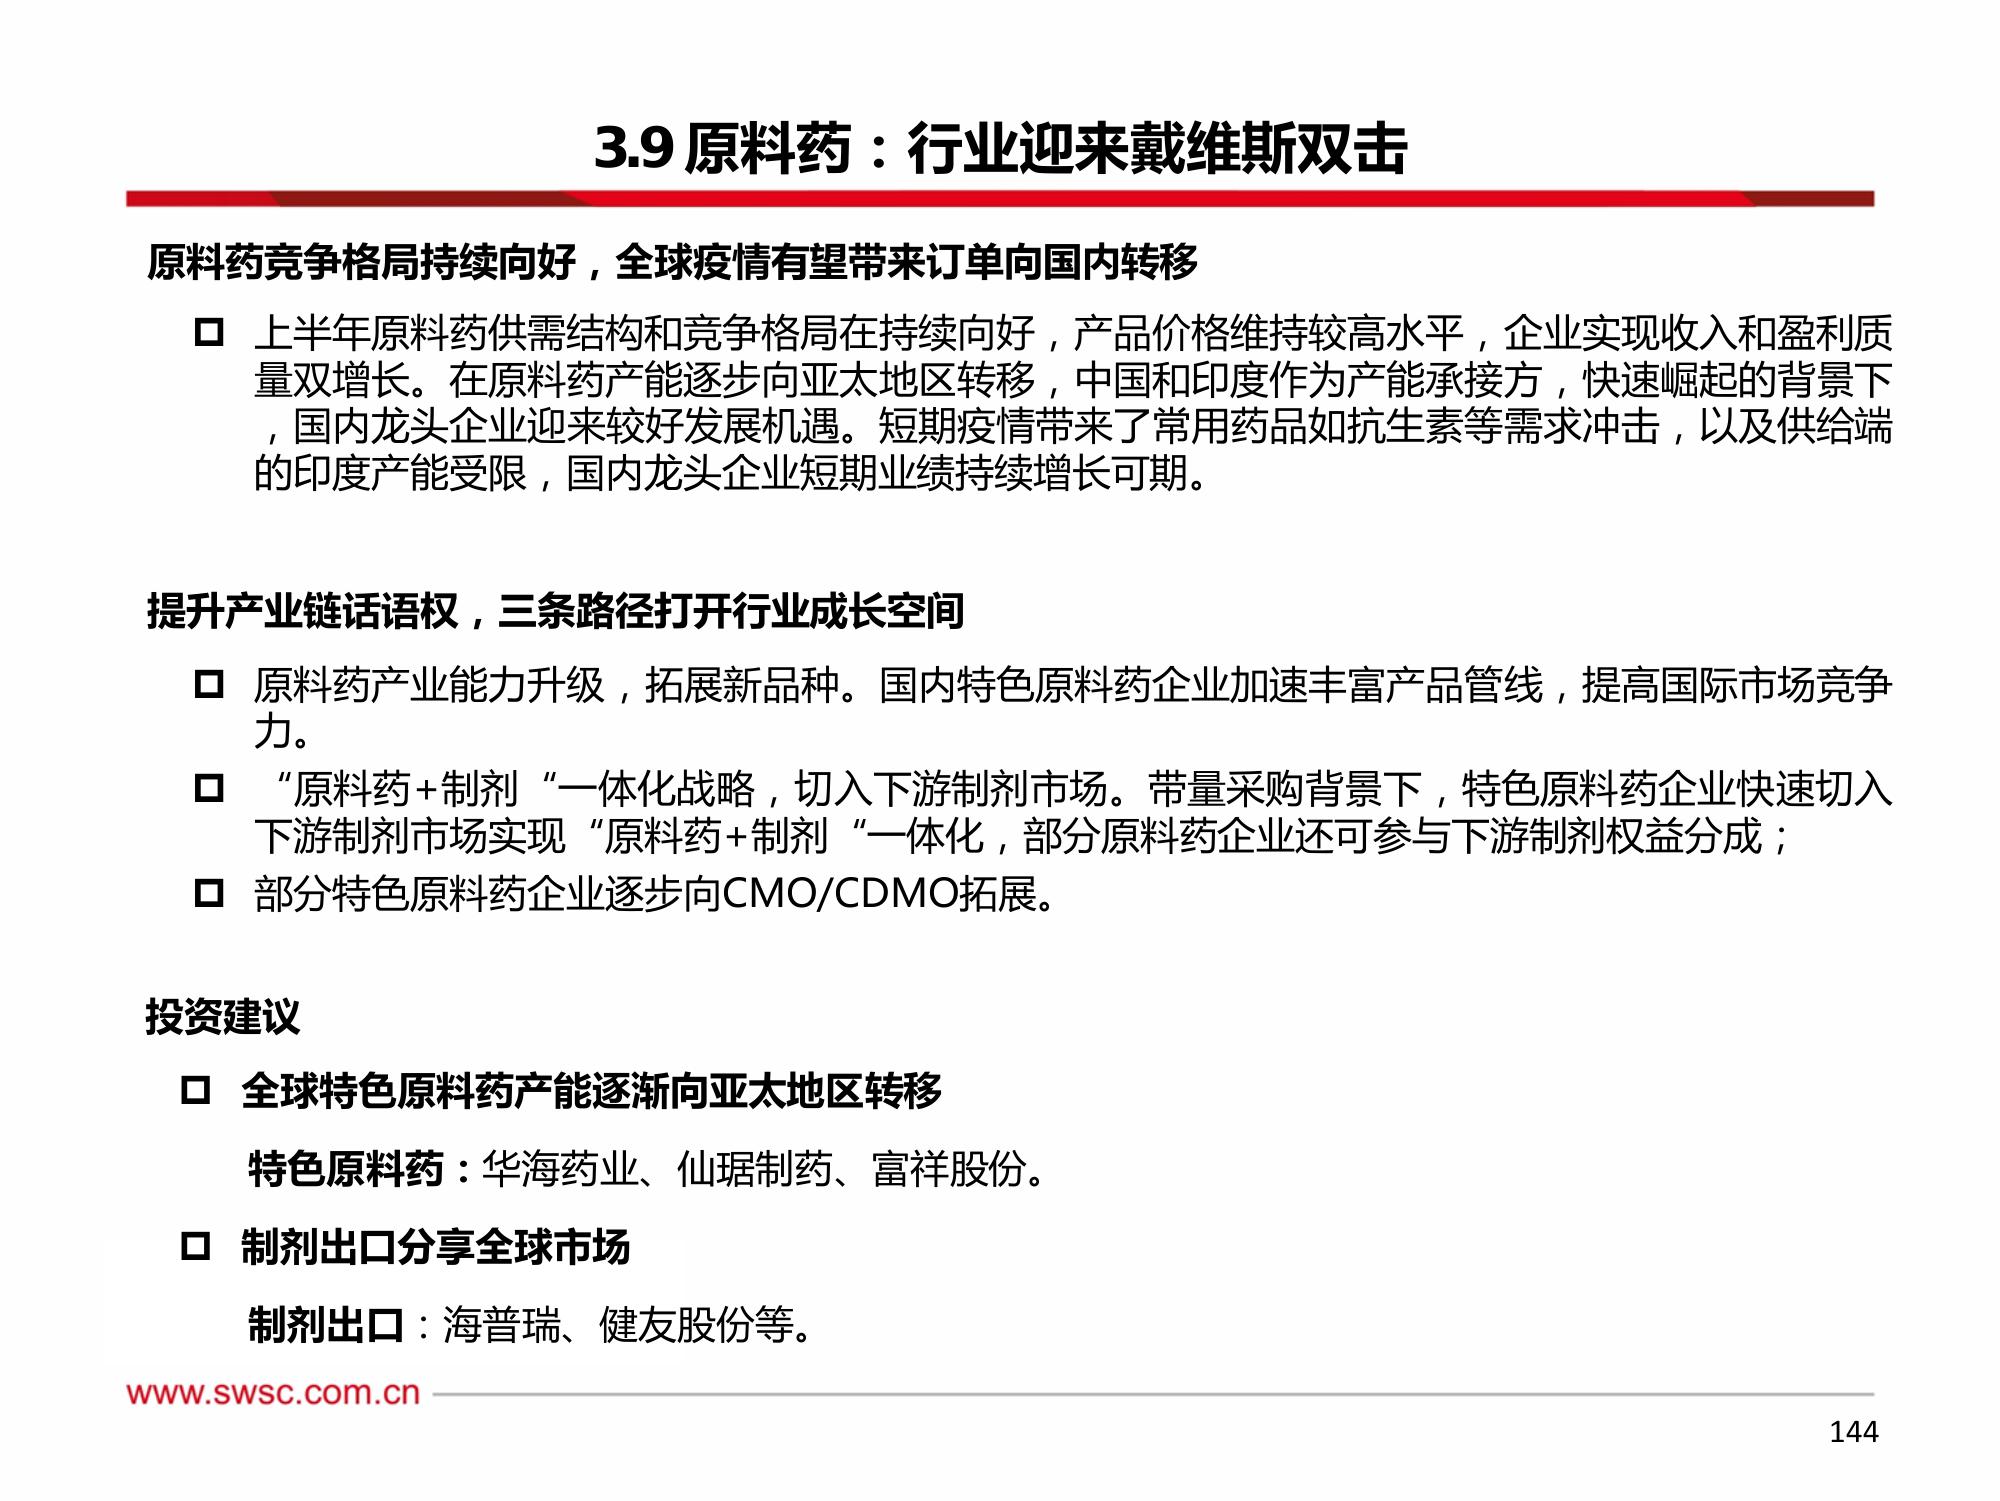 3.9 原料药：行业迎来戴维斯双击
原料药竞争格局持续向好，全球疫情有望带来订单向国内转移
上半年原料药供需结构和竞争格局在持续向好，产品价格维持较高水平，企业实现收入和盈利质
量双增长。在原料药产能逐步向亚太地区转移，中国和印度作为产能承接方，快速崛起的背景下
，国内龙头企业迎来较好发展机遇。短期疫情带来了常用药品如抗生素等需求冲击，以及供给端
的印度产能受限，国内龙头企业短期业绩持续增长可期。
提升产业链话语权，三条路径打开行业成长空间
原料药产业能力升级，拓展新品种。国内特色原料药企业加速丰富产品管线，提高国际市场竞争
力。
“原料药+制剂“一体化战略，切入下游制剂市场。带量采购背景下，特色原料药企业快速切入
下游制剂市场实现“原料药+制剂“一体化，部分原料药企业还可参与下游制剂权益分成；
部分特色原料药企业逐步向CMO/CDMO拓展。
投资建议
全球特色原料药产能逐渐向亚太地区转移
特色原料药：华海药业、仙琚制药、富祥股份。
制剂出口分享全球市场
制剂出口：海普瑞、健友股份等。
www.swsc.com.cn
144